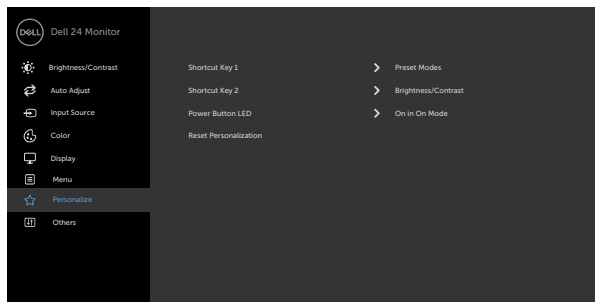 DELL Dell 24 Monitor
Brightness/Contrast
Auto Adjust
Input Source
Color
Display
Menu
Personalize
Others
Shortcut Key 1 Preset Modes
Shortcut Key 2 Brightness/Contrast
Power Button LED On in On Mode
Reset Personalization